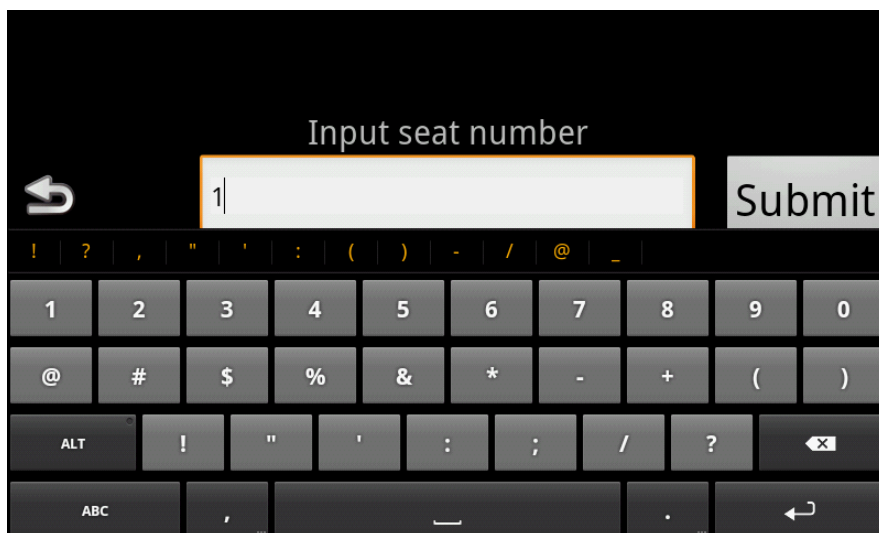 Input seat number
1
Submit
! ? , " ' : ( ) - / @ _
1 2 3 4 5 6 7 8 9 0
@ # $ % & * - + ( )
ALT ! " ' : ; / ?
ABC , .